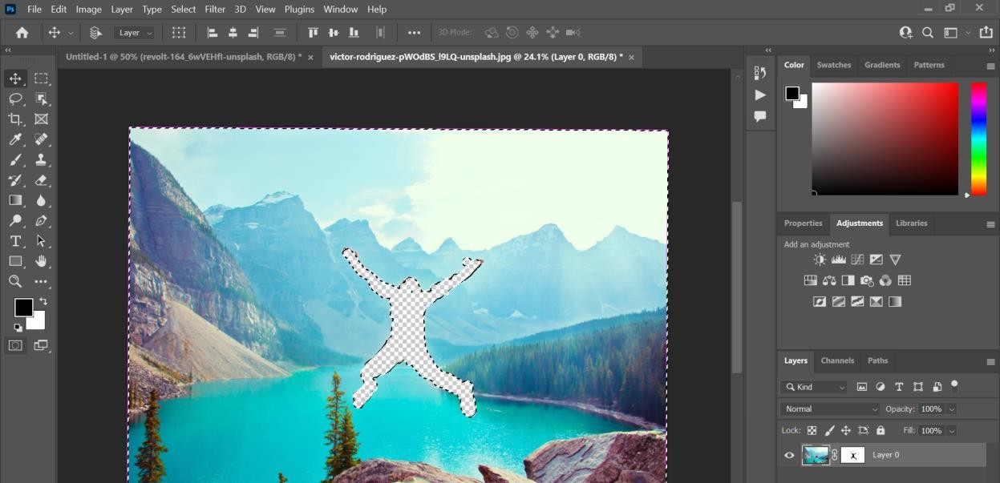 Ps File Edit Image Layer Type Select Filter 3D View Plugins Window Help
Layer 3D Mode:
Untitled-1 @ 50% (revolt-164_6wVEHfI-unsplash, RGB/8) * × victor-rodriguez-pWOdBS_l9LQ-unsplash.jpg @ 24.1% (Layer 0, RGB/8) * ×
Color Swatches Gradients Patterns
Properties Adjustments Libraries
Add an adjustment
Layers Channels Paths
Kind
Normal Opacity: 100%
Lock: Fill: 100%
Layer 0